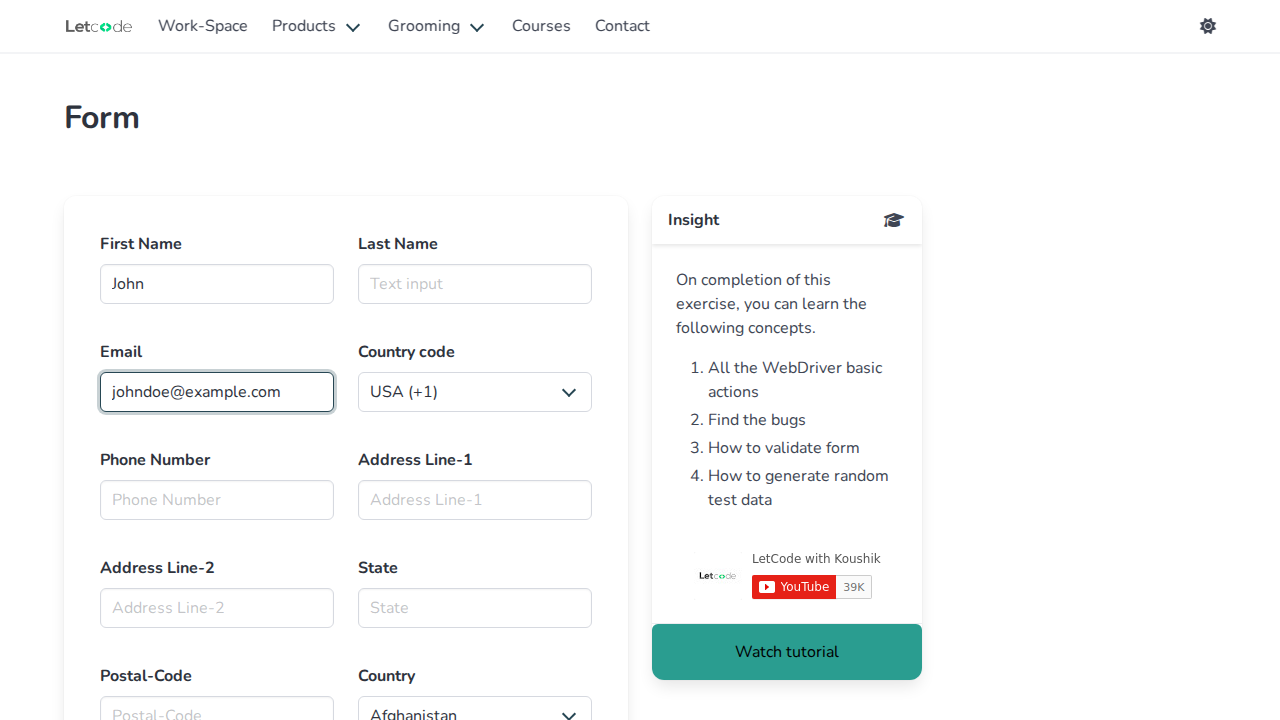 Letcode Work-Space Products Grooming Courses Contact
Form
First Name
John
Last Name
Text input
Email
johndoe@example.com
Country code
USA (+1)
Phone Number
Phone Number
Address Line-1
Address Line-1
Address Line-2
Address Line-2
State
State
Postal-Code
Postal-Code
Country
Afghanistan
Insight
On completion of this
exercise, you can learn the
following concepts.
1. All the WebDriver basic
actions
2. Find the bugs
3. How to validate form
4. How to generate random
test data
Letcode
LetCode with Koushik
YouTube 39K
Watch tutorial